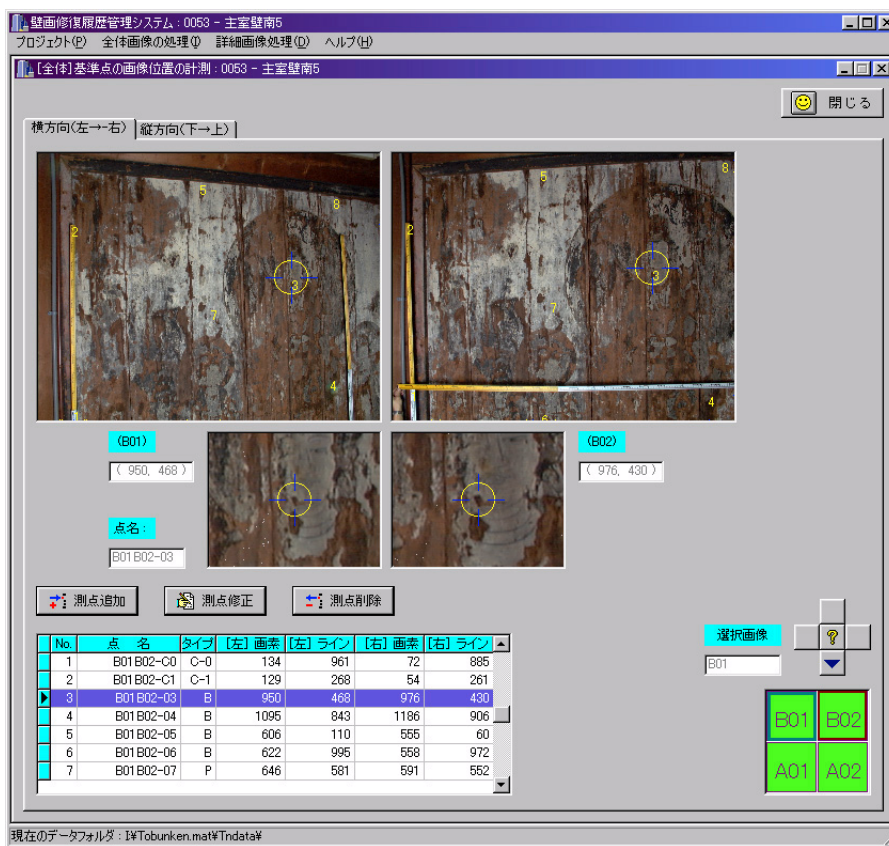 壁画修復履歴管理システム : 0053 - 主室壁南5
プロジェクト(P) 全体画像の処理(I) 詳細画像処理(D) ヘルプ(H)
[全体]基準点の画像位置の計測 : 0053 - 主室壁南5
閉じる
横方向(左→-右) 縦方向(下→上)
5 8 2 3 7 4
5 8 2 3 7 4
(B01) (B02)
( 950, 468 ) ( 976, 430 )
点名 :
B01B02-03
測点追加 測点修正 測点削除
選択画像
B01
No. 点 名 タイプ [左] 画素 [左] ライン [右] 画素 [右] ライン
1 B01B02-C0 C-0 134 961 72 885
2 B01B02-C1 C-1 129 268 54 261
3 B01B02-03 B 950 468 976 430
4 B01B02-04 B 1095 843 1186 906
5 B01B02-05 B 606 110 555 60
6 B01B02-06 B 622 995 558 972
7 B01B02-07 P 646 581 591 552
B01 B02
A01 A02
現在のデータフォルダ : I¥Tobunken.mat¥Tndata¥